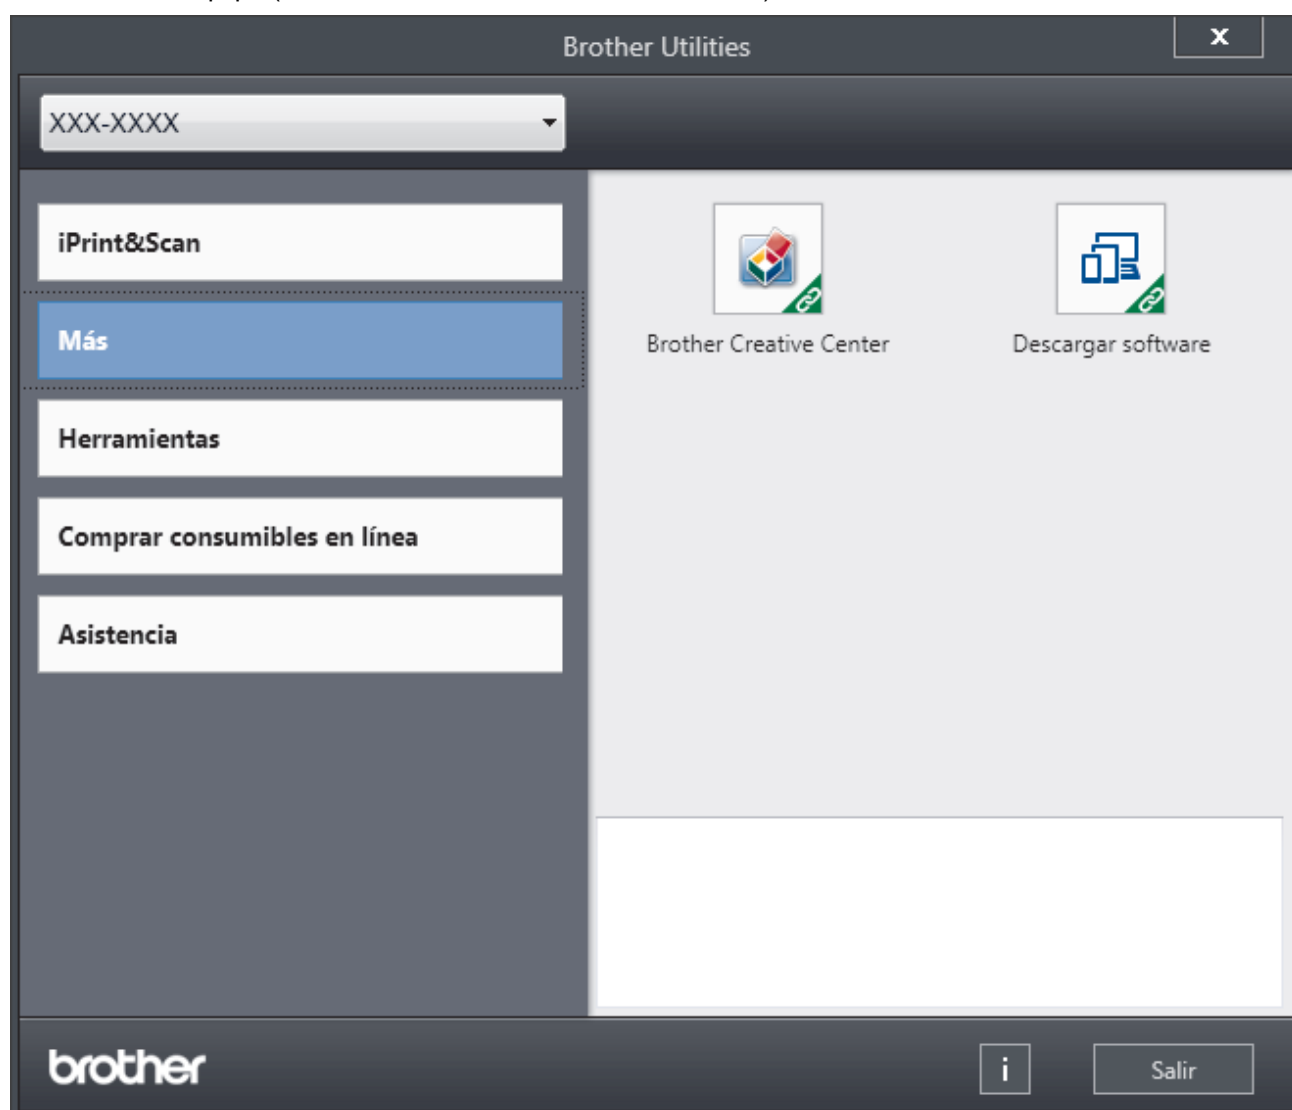 Brother Utilities
x
XXX-XXXX
iPrint&Scan
Más
Herramientas
Comprar consumibles en línea
Asistencia
Brother Creative Center
Descargar software
brother
i
Salir